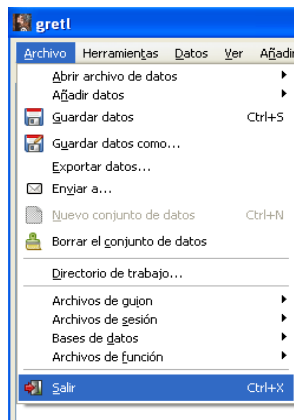 gretl
Archivo Herramientas Datos Ver Añadir
Abrir archivo de datos
Añadir datos
Guardar datos Ctrl+S
Guardar datos como...
Exportar datos...
Enviar a...
Nuevo conjunto de datos Ctrl+N
Borrar el conjunto de datos
Directorio de trabajo...
Archivos de guion
Archivos de sesión
Bases de datos
Archivos de función
Salir Ctrl+X